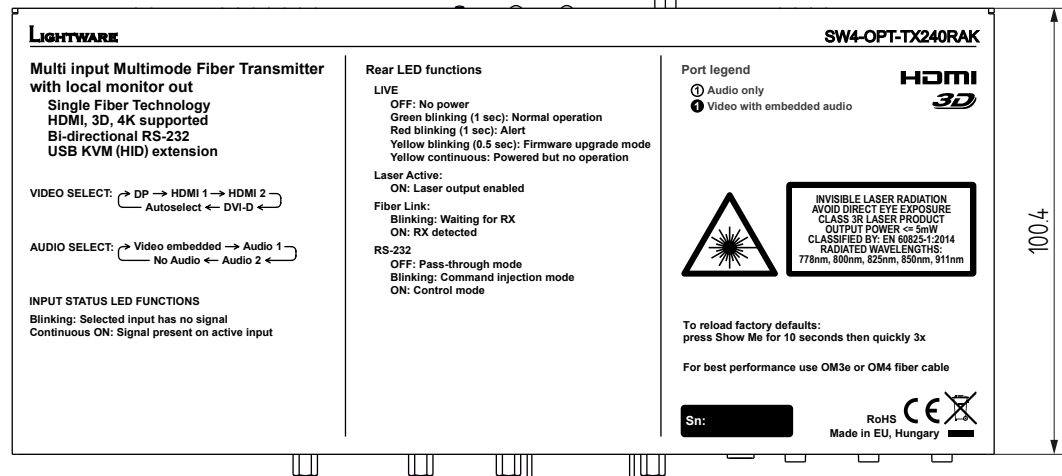 LIGHTWARE
SW4-OPT-TX240RAK
Multi input Multimode Fiber Transmitter
with local monitor out
Single Fiber Technology
HDMI, 3D, 4K supported
Bi-directional RS-232
USB KVM (HID) extension
VIDEO SELECT: DP → HDMI 1 → HDMI 2
Autoselect ← DVI-D ←
AUDIO SELECT: Video embedded → Audio 1
No Audio ← Audio 2 ←
INPUT STATUS LED FUNCTIONS
Blinking: Selected input has no signal
Continuous ON: Signal present on active input
Rear LED functions
LIVE
OFF: No power
Green blinking (1 sec): Normal operation
Red blinking (1 sec): Alert
Yellow blinking (0.5 sec): Firmware upgrade mode
Yellow continuous: Powered but no operation
Laser Active:
ON: Laser output enabled
Fiber Link:
Blinking: Waiting for RX
ON: RX detected
RS-232
OFF: Pass-through mode
Blinking: Command injection mode
ON: Control mode
Port legend
① Audio only
❶ Video with embedded audio
HDMI
3D
INVISIBLE LASER RADIATION
AVOID DIRECT EYE EXPOSURE
CLASS 3R LASER PRODUCT
OUTPUT POWER <= 5mW
CLASSIFIED BY: EN 60825-1:2014
RADIATED WAVELENGTHS:
778nm, 800nm, 825nm, 850nm, 911nm
To reload factory defaults:
press Show Me for 10 seconds then quickly 3x
For best performance use OM3e or OM4 fiber cable
Sn:
RoHS CE
Made in EU, Hungary
100.4